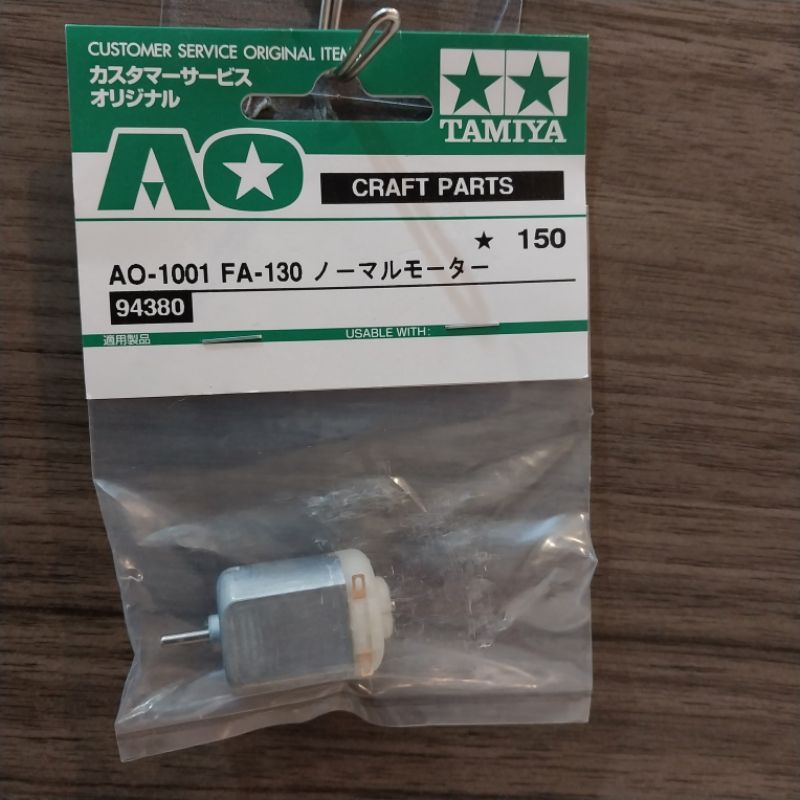 CUSTOMER SERVICE ORIGINAL ITEM
カスタマーサービス
オリジナル
TAMIYA
AO
CRAFT PARTS
★ 150
AO-1001 FA-130 ノーマルモーター
94380
適用製品 USABLE WITH: